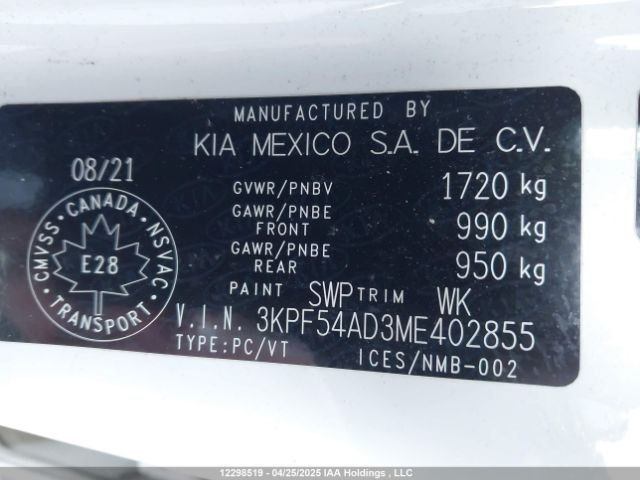 MANUFACTURED BY
KIA MEXICO S.A. DE C.V.
08/21
GVWR/PNBV 1720 kg
GAWR/PNBE FRONT 990 kg
GAWR/PNBE REAR 950 kg
PAINT SWP TRIM WK
V.I.N. 3KPF54AD3ME402855
TYPE:PC/VT ICES/NMB-002
CMVSS • CANADA • NSVAC • TRANSPORT •
E28
12298519 04/25/2025 IAA Holdings , LLC